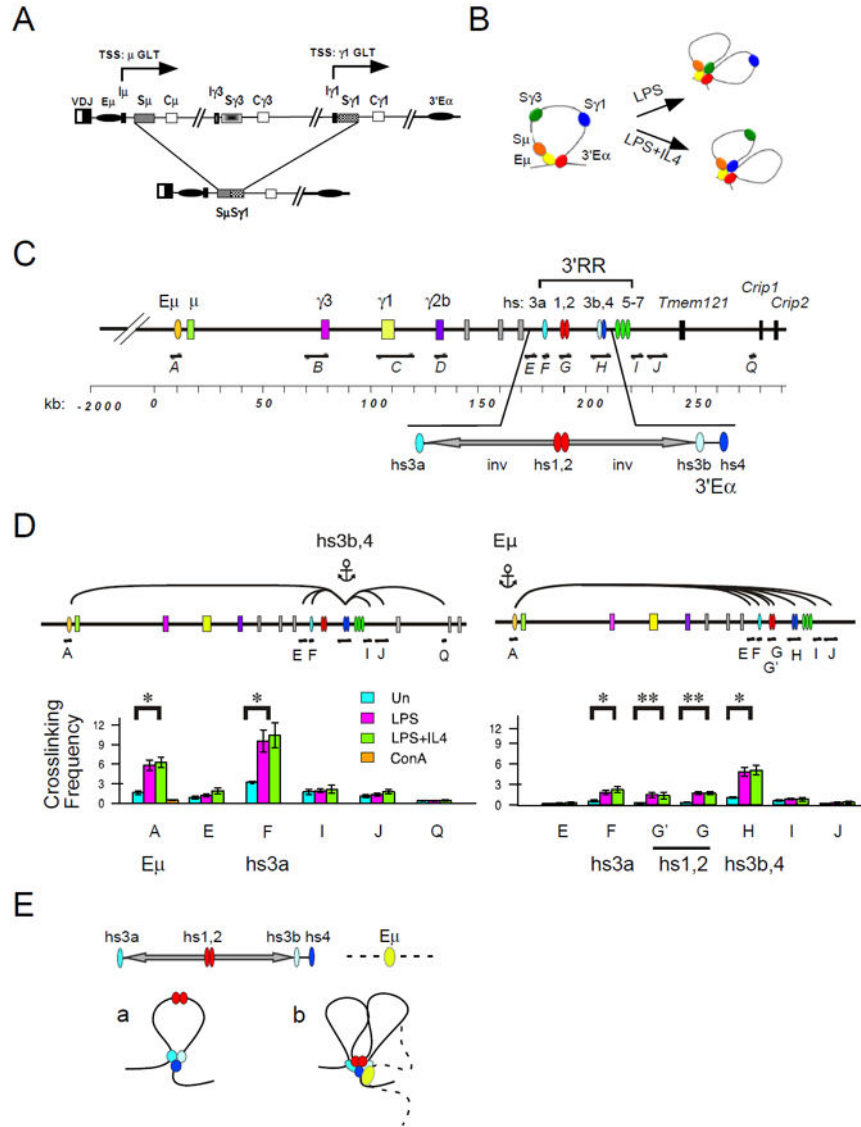 A
TSS: μ GLT
TSS: γ1 GLT
VDJ Eμ Iμ Sμ Cμ Iγ3 Sγ3 Cγ3 Iγ1 Sγ1 Cγ1 3'Eα
SμSγ1
B
Sγ3 Sγ1
Sμ
Eμ 3'Eα
LPS
LPS+IL4
C
3'RR
Crip1
Eμ μ γ3 γ1 γ2b hs: 3a 1,2 3b,4 5-7 Tmem121 Crip2
A B C D E F G H I J Q
kb: -2000 0 50 100 150 200 250
hs3a inv hs1,2 inv hs3b hs4
3'Eα
D
hs3b,4
A E F I J Q
Eμ
A E F G H I J
G'
Crosslinking
Frequency
12
9
6
3
0
* *
Un
LPS
LPS+IL4
ConA
A E F I J Q
Eμ hs3a
12
9
6
3
0
* ** ** *
E F G' G H I J
hs3a hs1,2 hs3b,4
E
hs3a hs1,2 hs3b hs4 Eμ
a b